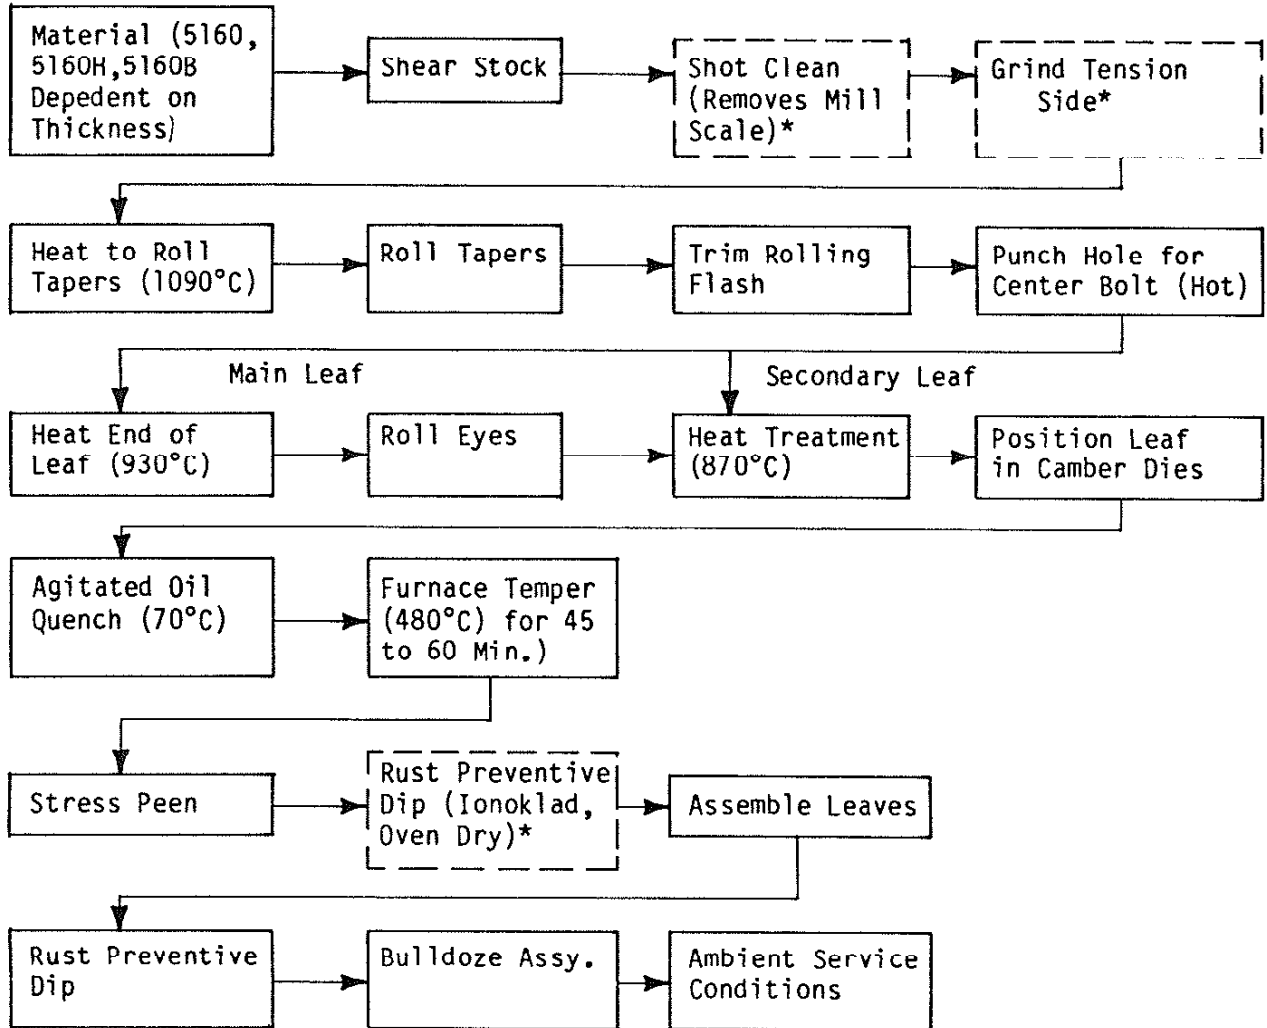 Material (5160,
5160H,5160B
Depedent on
Thickness)
Shear Stock
Shot Clean
(Removes Mill
Scale)*
Grind Tension
Side*
Heat to Roll
Tapers (1090°C)
Roll Tapers
Trim Rolling
Flash
Punch Hole for
Center Bolt (Hot)
Main Leaf
Secondary Leaf
Heat End of
Leaf (930°C)
Roll Eyes
Heat Treatment
(870°C)
Position Leaf
in Camber Dies
Agitated Oil
Quench (70°C)
Furnace Temper
(480°C) for 45
to 60 Min.)
Stress Peen
Rust Preventive
Dip (Ionoklad,
Oven Dry)*
Assemble Leaves
Rust Preventive
Dip
Bulldoze Assy.
Ambient Service
Conditions